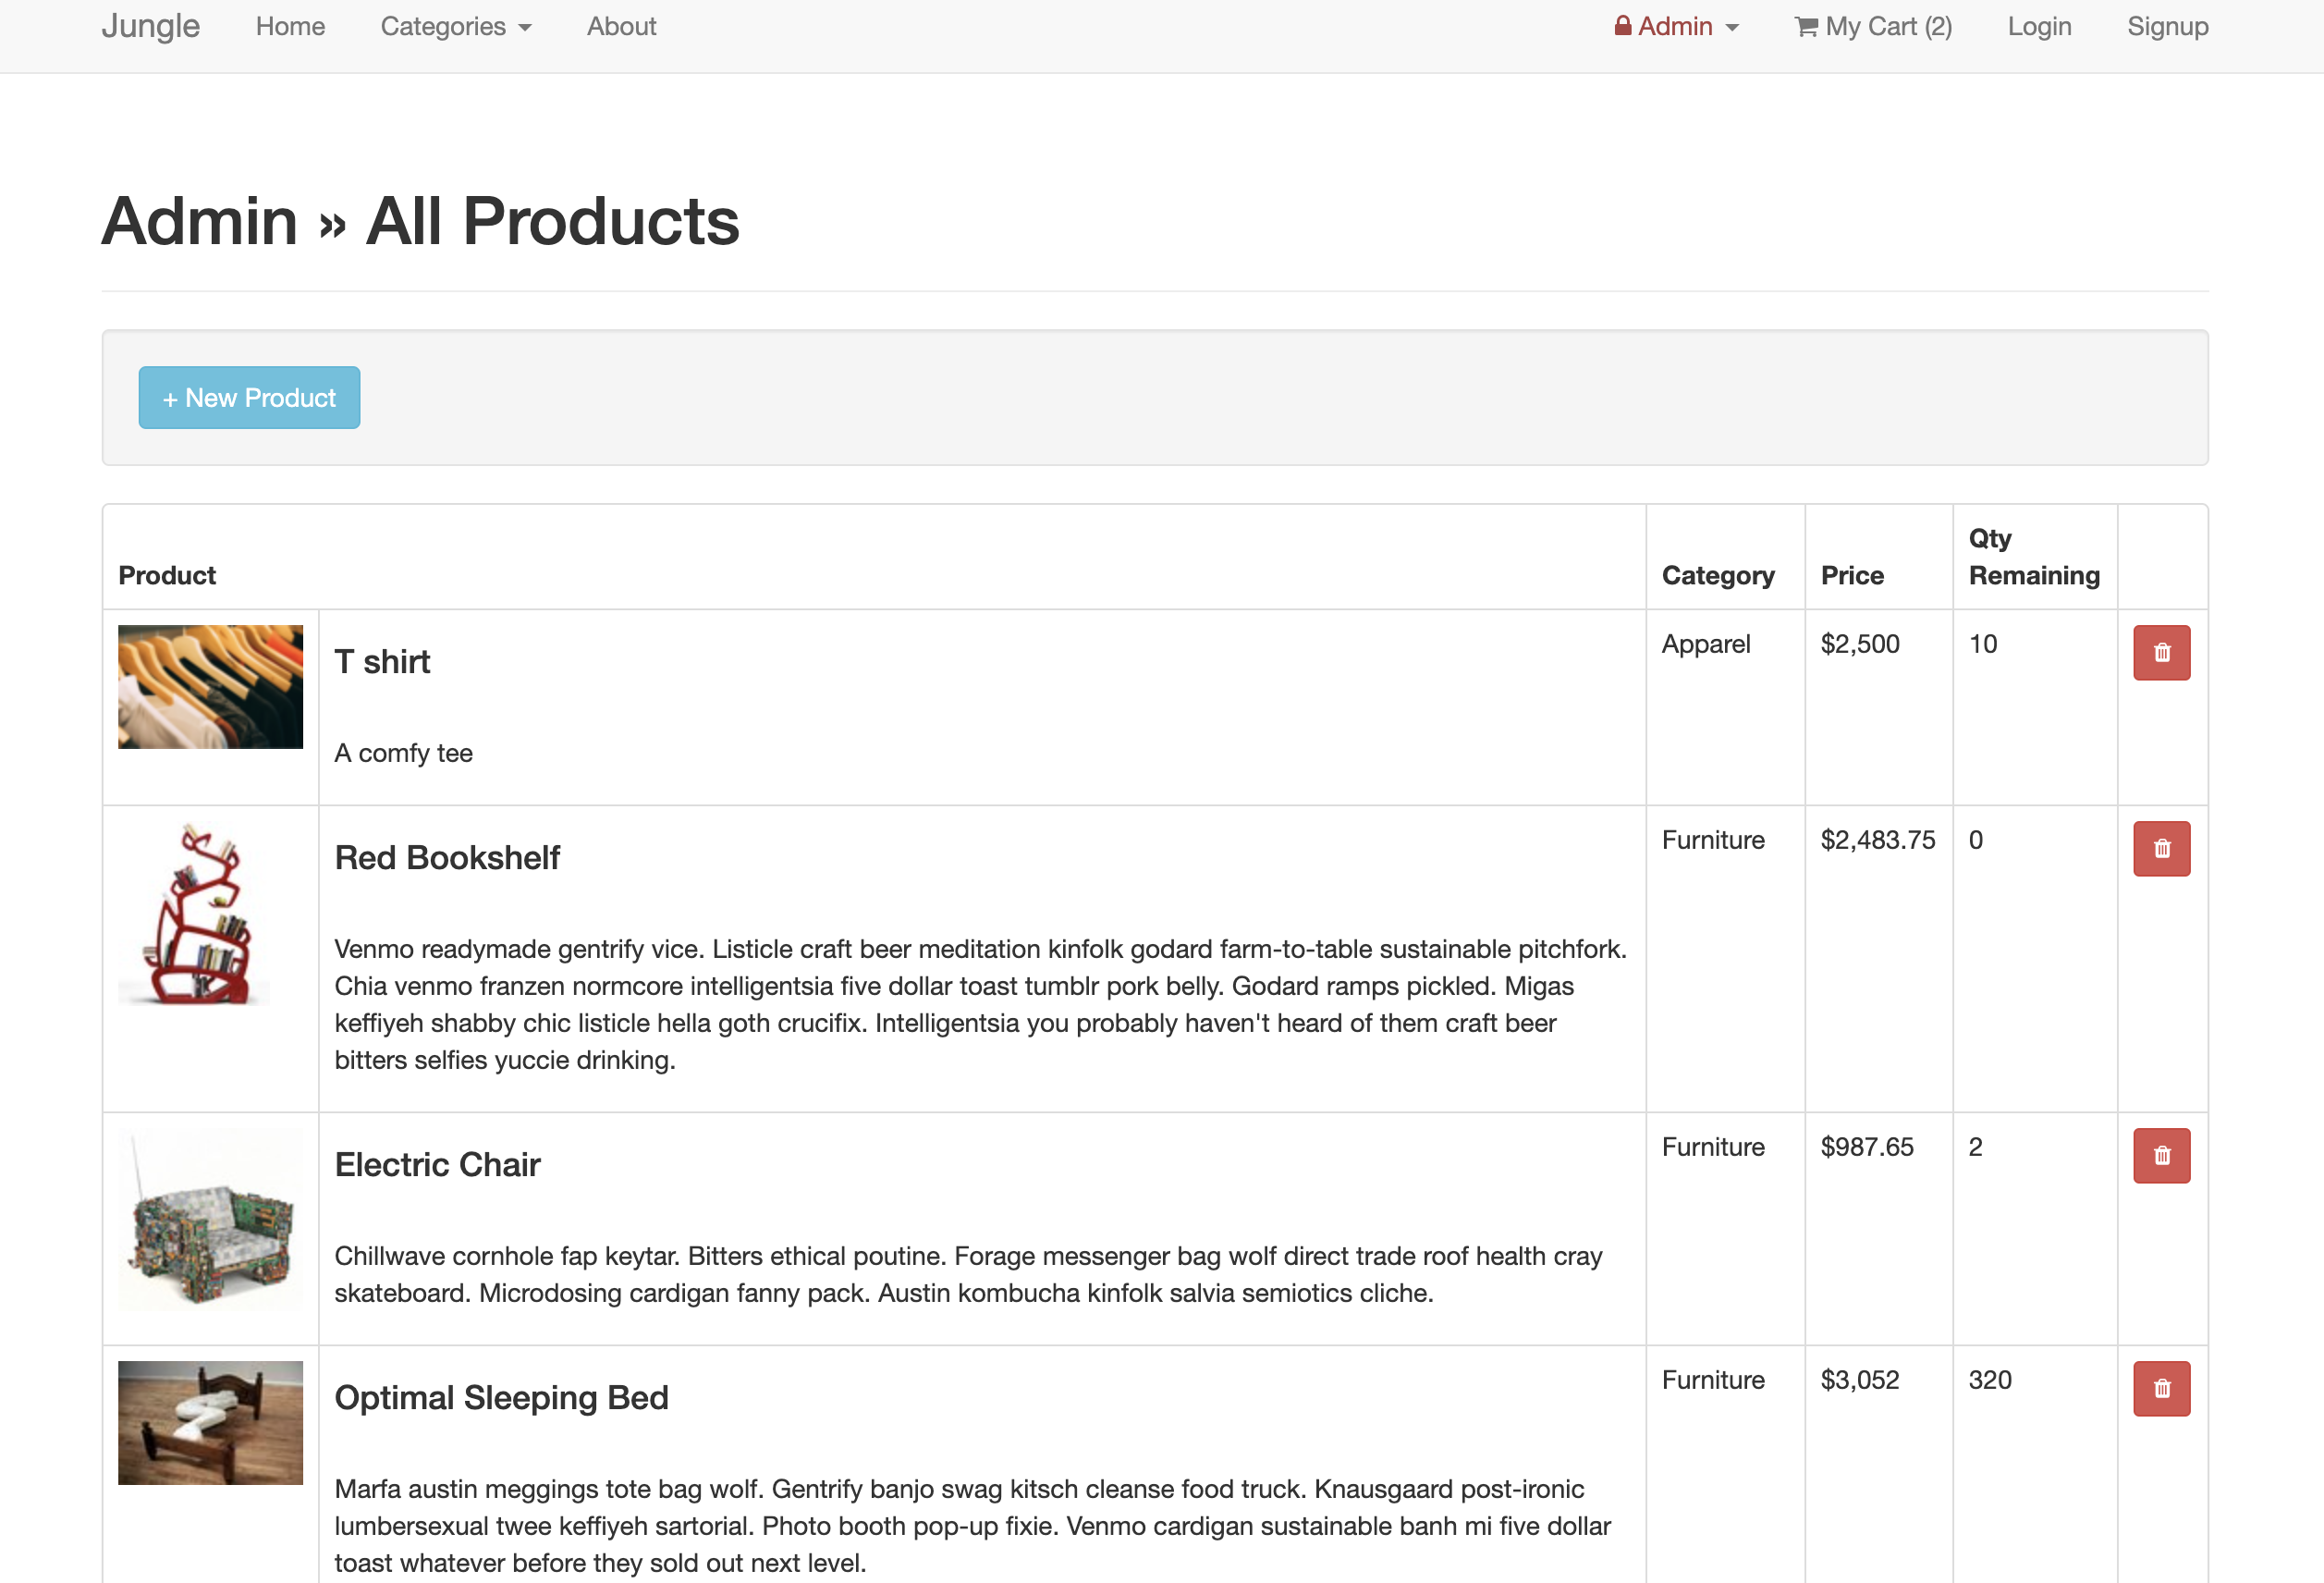 Jungle Home Categories About Admin My Cart (2) Login Signup
Admin » All Products
+ New Product
Product Category Price Qty Remaining
T shirt Apparel $2,500 10
A comfy tee
Red Bookshelf Furniture $2,483.75 0
Venmo readymade gentrify vice. Listicle craft beer meditation kinfolk godard farm-to-table sustainable pitchfork.
Chia venmo franzen normcore intelligentsia five dollar toast tumblr pork belly. Godard ramps pickled. Migas
keffiyeh shabby chic listicle hella goth crucifix. Intelligentsia you probably haven't heard of them craft beer
bitters selfies yuccie drinking.
Electric Chair Furniture $987.65 2
Chillwave cornhole fap keytar. Bitters ethical poutine. Forage messenger bag wolf direct trade roof health cray
skateboard. Microdosing cardigan fanny pack. Austin kombucha kinfolk salvia semiotics cliche.
Optimal Sleeping Bed Furniture $3,052 320
Marfa austin meggings tote bag wolf. Gentrify banjo swag kitsch cleanse food truck. Knausgaard post-ironic
lumbersexual twee keffiyeh sartorial. Photo booth pop-up fixie. Venmo cardigan sustainable banh mi five dollar
toast whatever before they sold out next level.